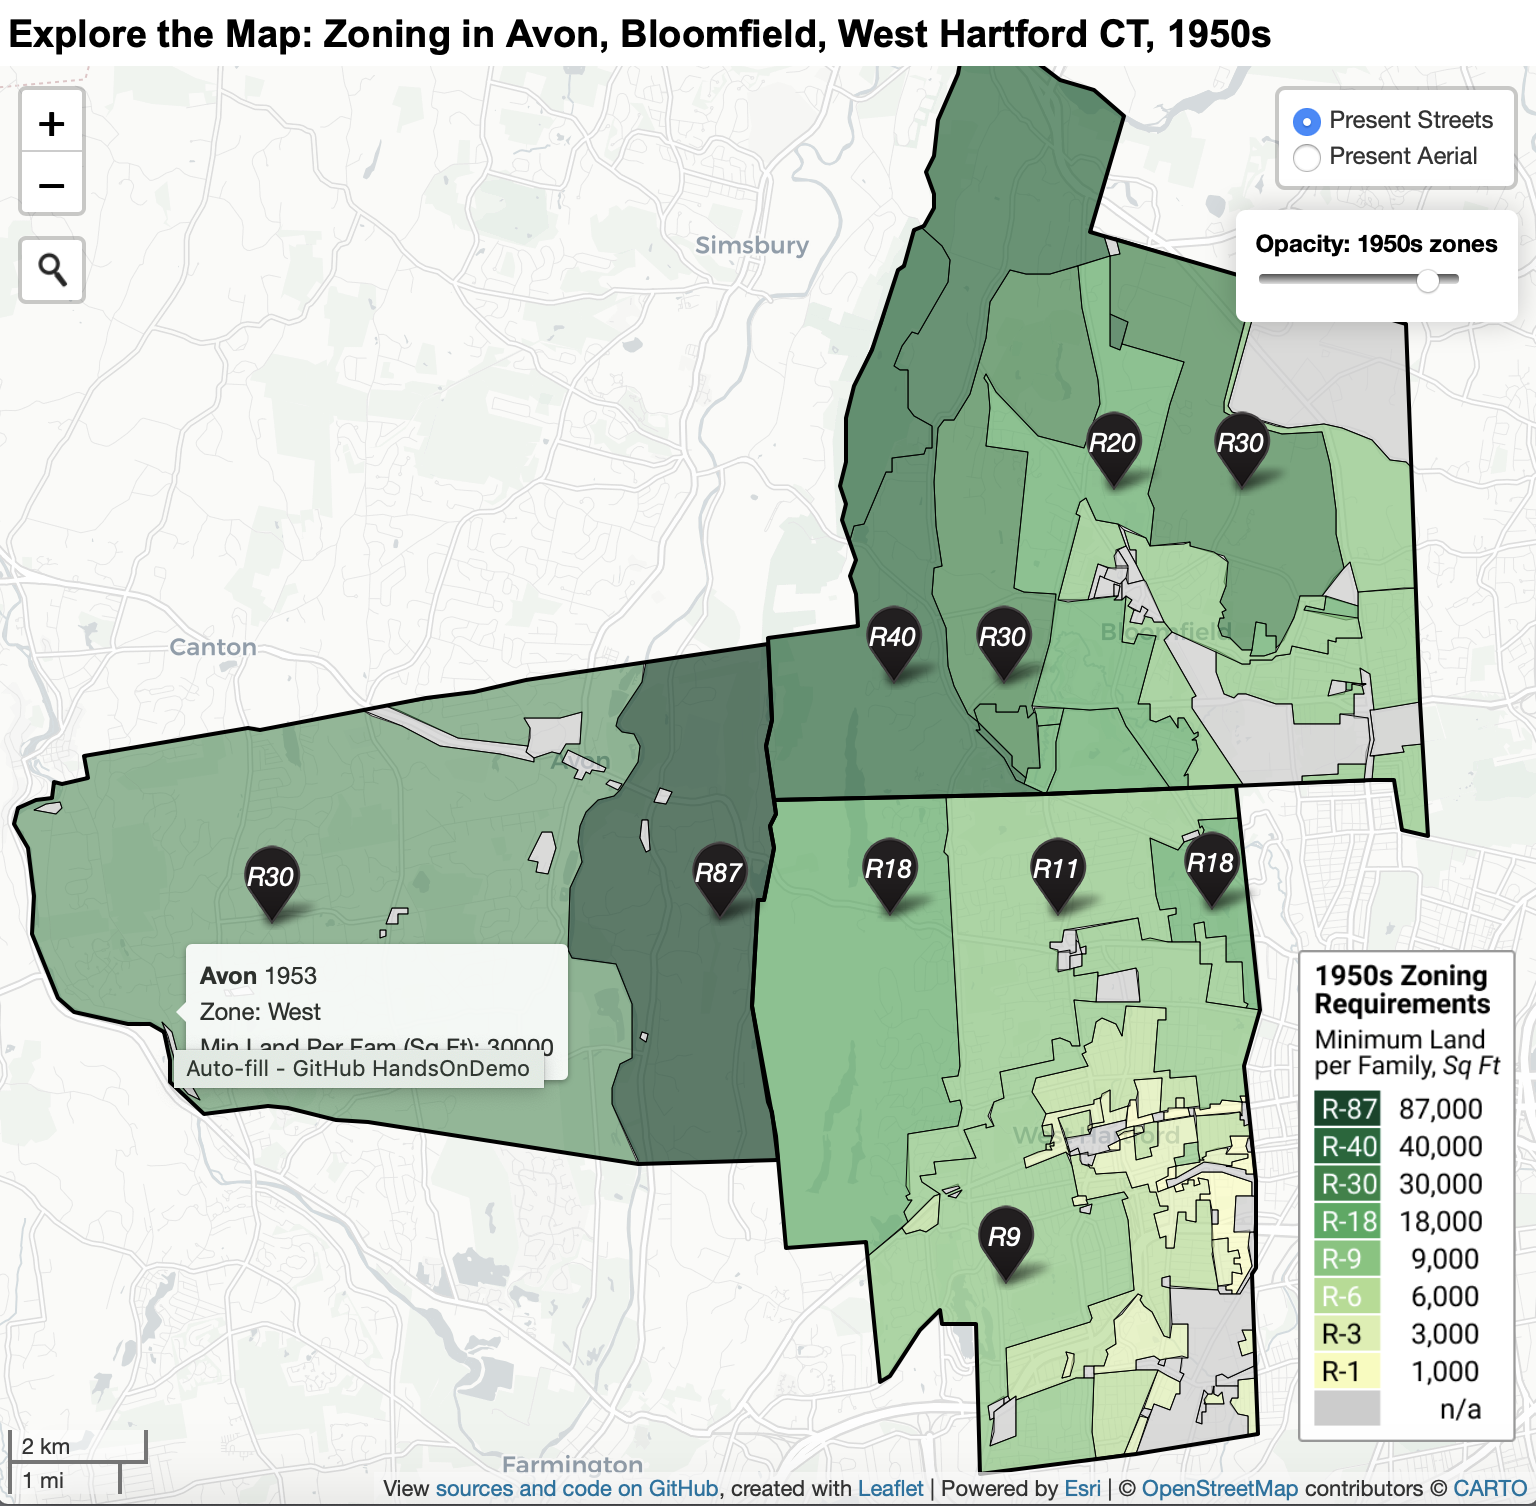 Explore the Map: Zoning in Avon, Bloomfield, West Hartford CT, 1950s
+
−
Present Streets
Present Aerial
Opacity: 1950s zones
Simsbury
R20
R30
Canton
Bloomfield
R40
R30
Avon
R30
R87
R18
R11
R18
Avon 1953
Zone: West
Min Land Per Fam (Sq Ft): 30000
Auto-fill - GitHub HandsOnDemo
West Hartford
R9
1950s Zoning
Requirements
Minimum Land
per Family, Sq Ft
R-87 87,000
R-40 40,000
R-30 30,000
R-18 18,000
R-9 9,000
R-6 6,000
R-3 3,000
R-1 1,000
n/a
2 km
1 mi
Farmington
View sources and code on GitHub, created with Leaflet | Powered by Esri | © OpenStreetMap contributors © CARTO